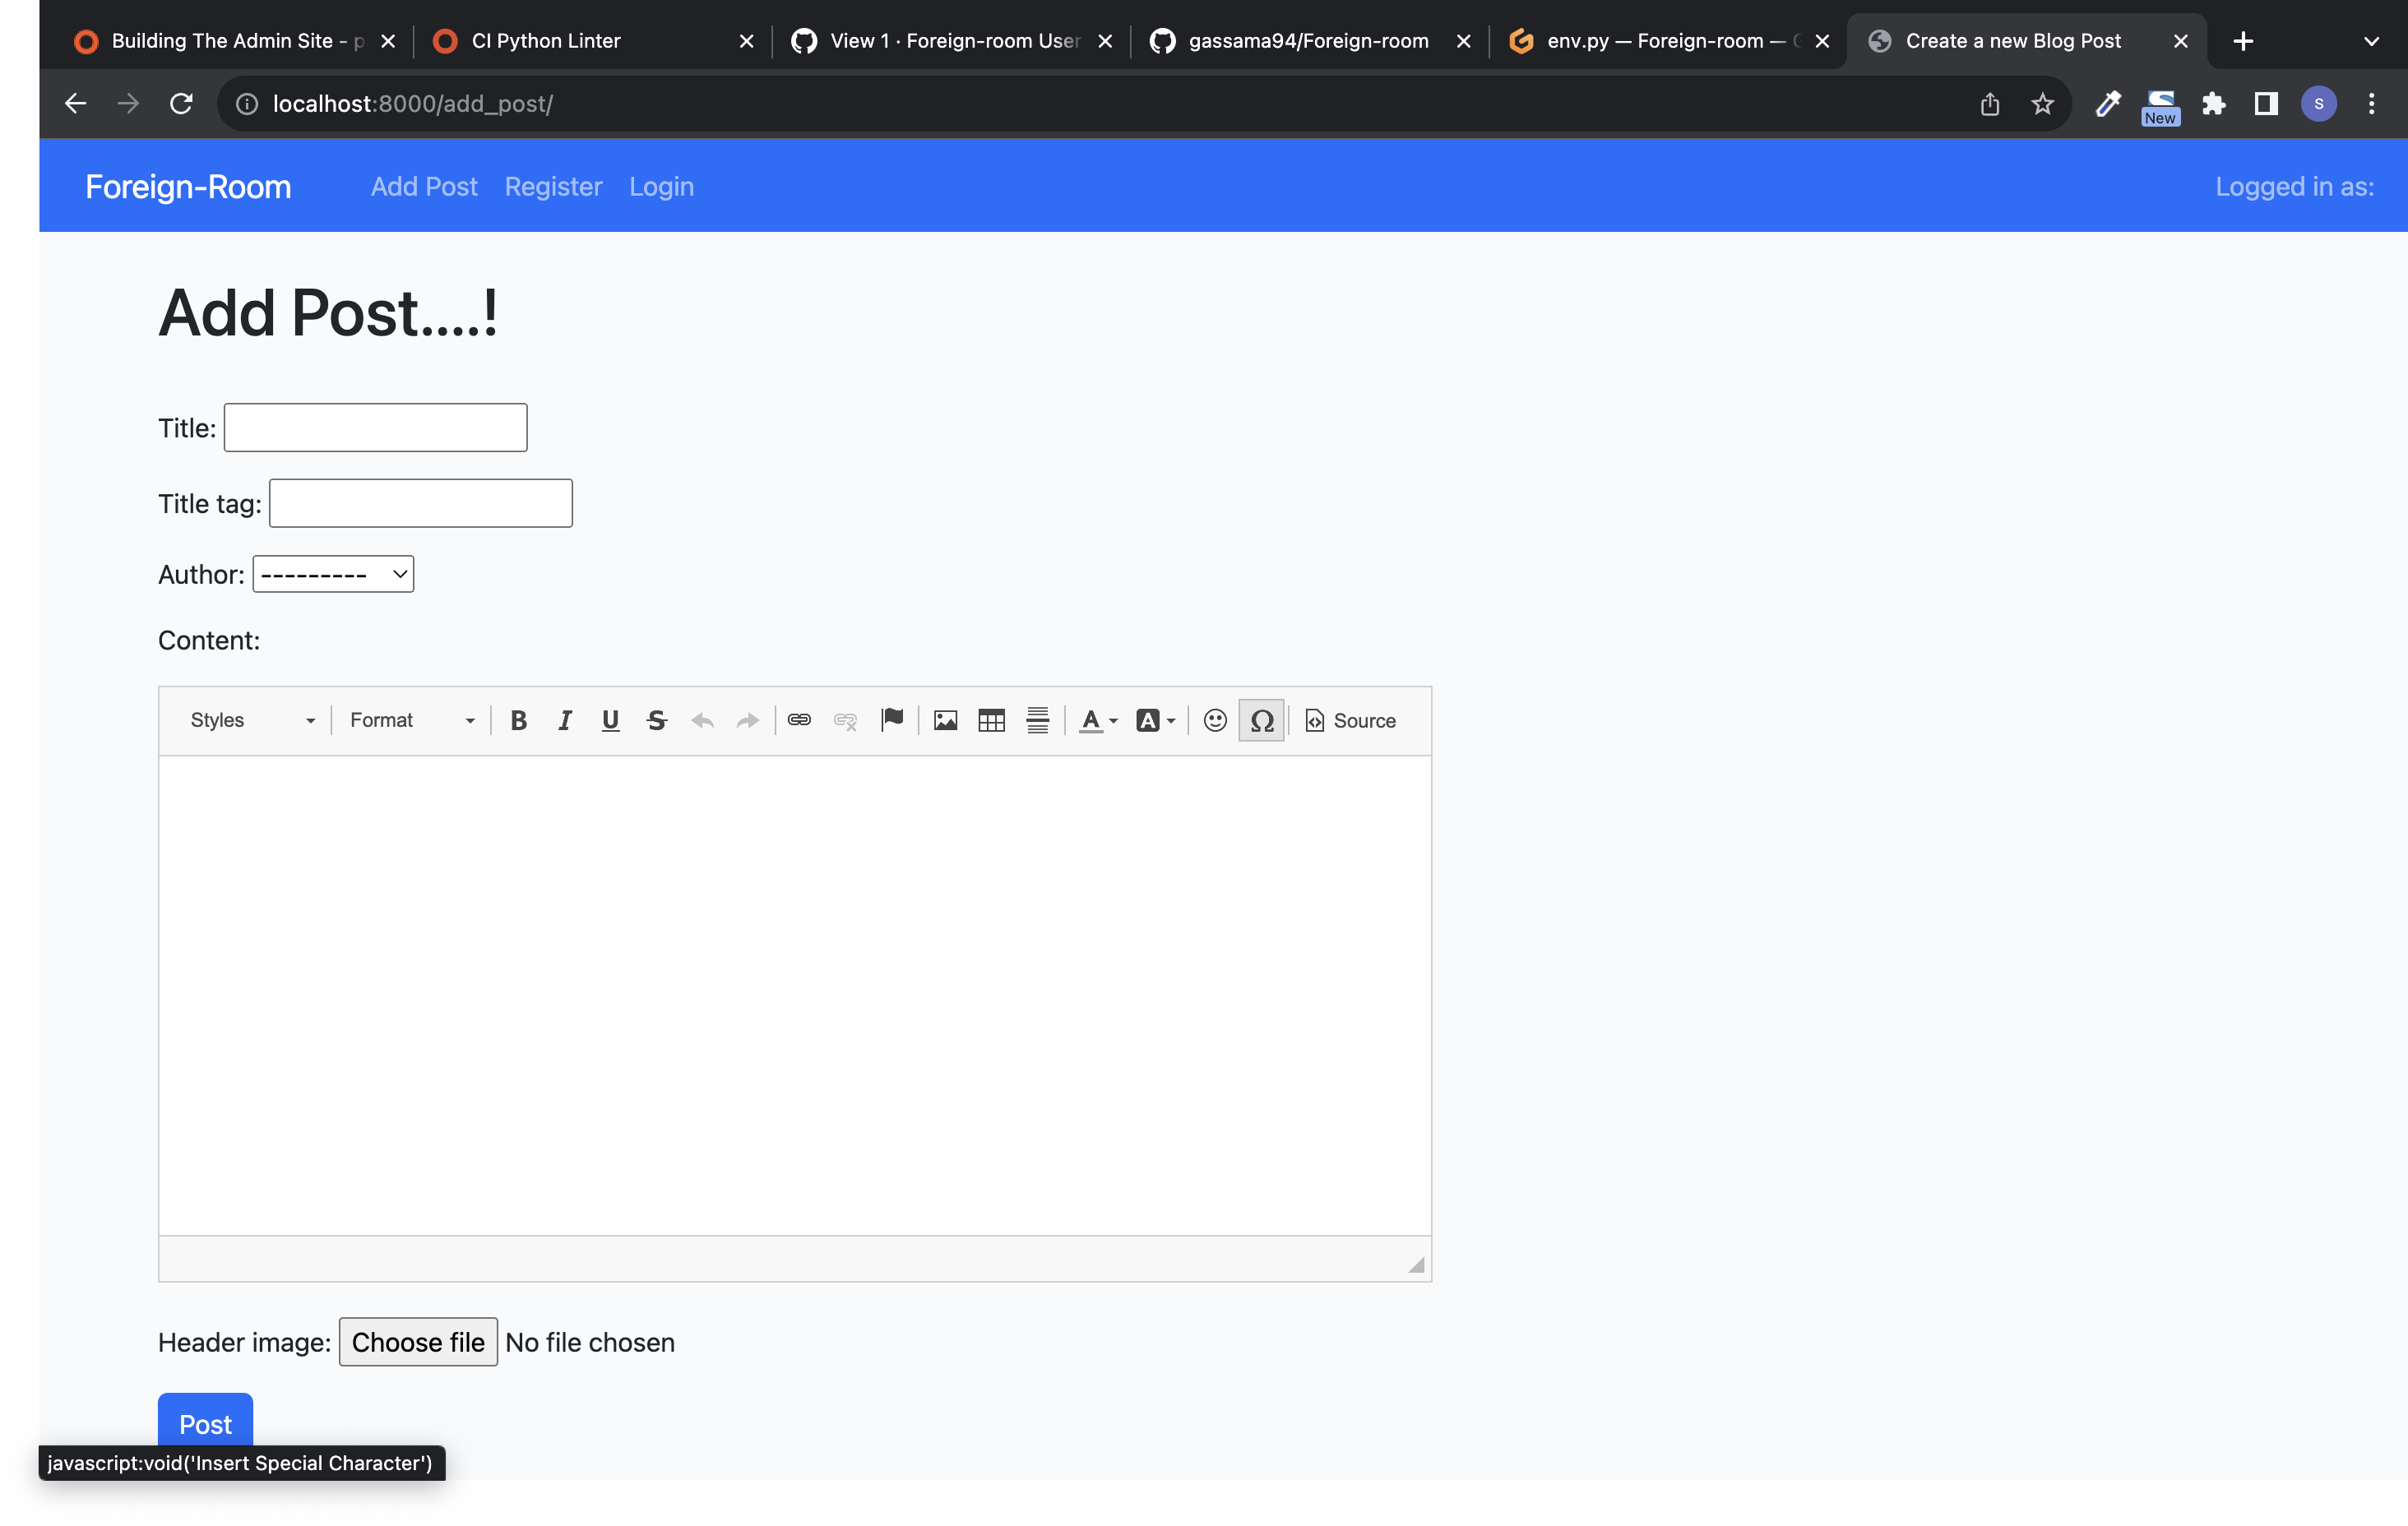 Building The Admin Site - p
CI Python Linter
View 1 · Foreign-room User
gassama94/Foreign-room
env.py — Foreign-room —
Create a new Blog Post
localhost:8000/add_post/
New
S
Foreign-Room
Add Post
Register
Login
Logged in as:
Add Post....!
Title:
Title tag:
Author: ---------
Content:
Styles
Format
B I U S
A
A
Ω
Source
Header image: Choose file No file chosen
Post
javascript:void('Insert Special Character')